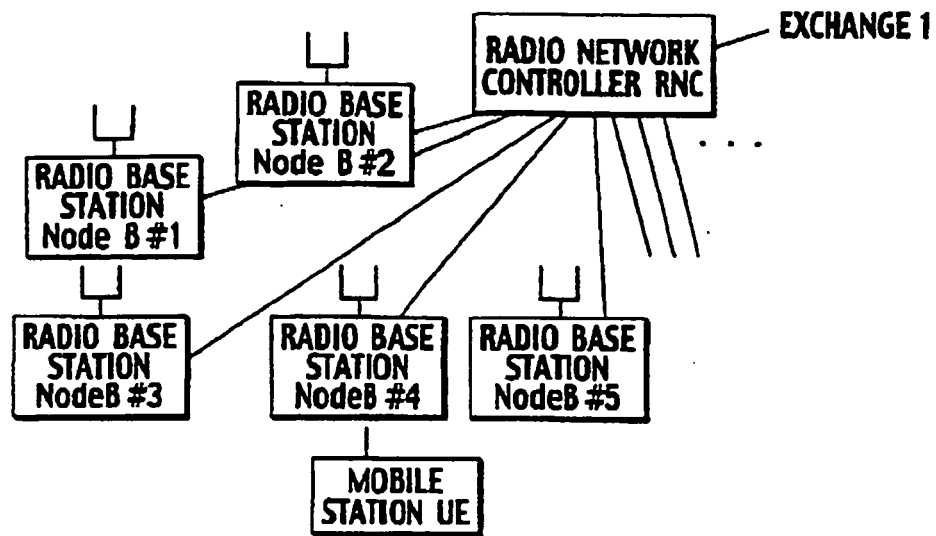 EXCHANGE 1
RADIO NETWORK
CONTROLLER RNC
RADIO BASE
STATION
Node B #2
RADIO BASE
STATION
Node B #1
. . .
RADIO BASE
STATION
NodeB #3
RADIO BASE
STATION
NodeB #4
RADIO BASE
STATION
NodeB #5
MOBILE
STATION UE